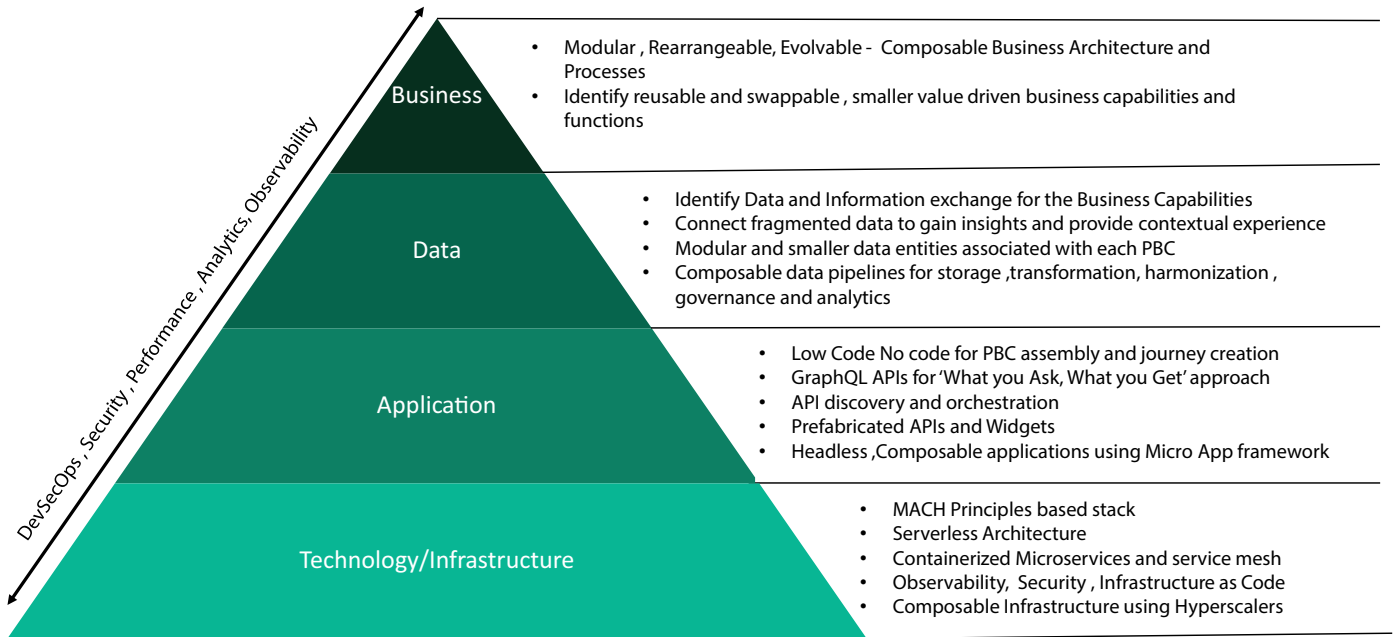 DevSecOps , Security , Performance , Analytics, Observability
Business
• Modular , Rearrangeable, Evolvable - Composable Business Architecture and
Processes
• Identify reusable and swappable , smaller value driven business capabilities and
functions
Data
• Identify Data and Information exchange for the Business Capabilities
• Connect fragmented data to gain insights and provide contextual experience
• Modular and smaller data entities associated with each PBC
• Composable data pipelines for storage ,transformation, harmonization ,
governance and analytics
Application
• Low Code No code for PBC assembly and journey creation
• GraphQL APIs for ‘What you Ask, What you Get’ approach
• API discovery and orchestration
• Prefabricated APIs and Widgets
• Headless ,Composable applications using Micro App framework
Technology/Infrastructure
• MACH Principles based stack
• Serverless Architecture
• Containerized Microservices and service mesh
• Observability, Security , Infrastructure as Code
• Composable Infrastructure using Hyperscalers